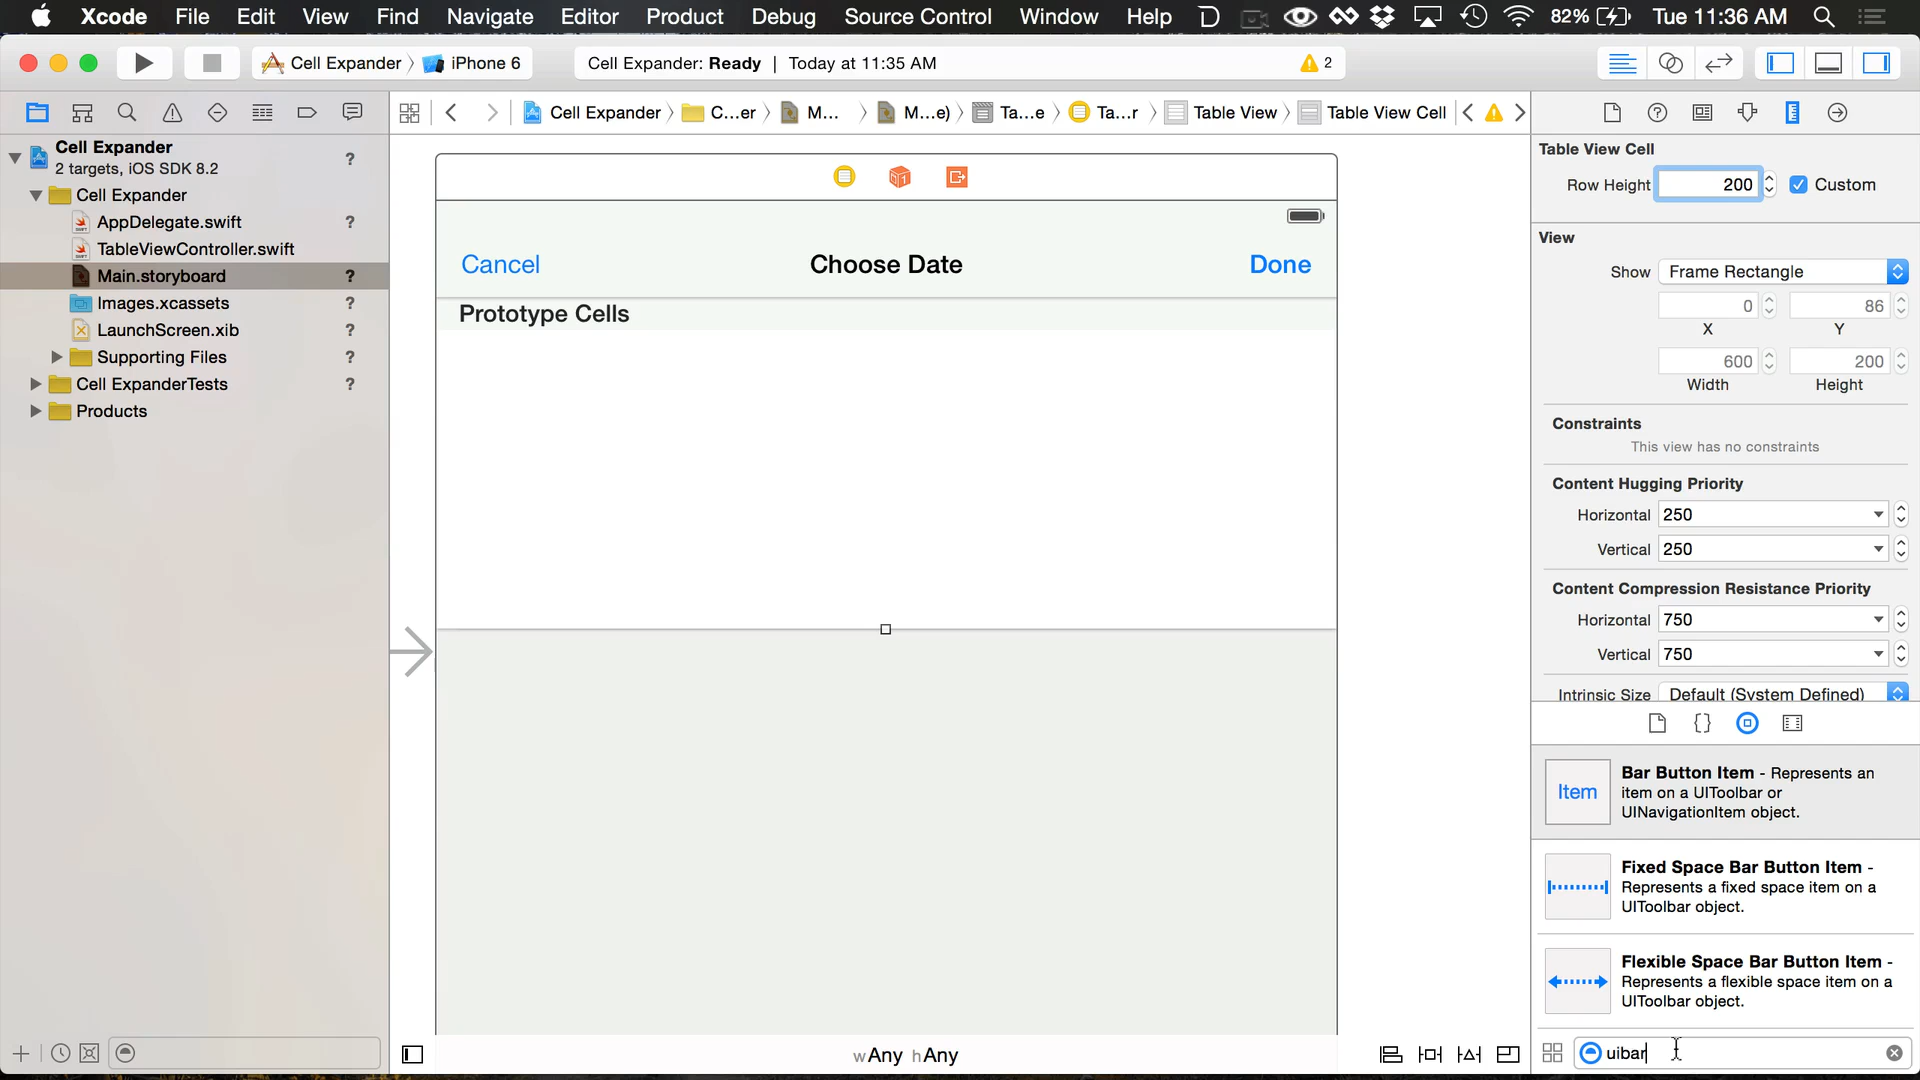 Xcode File Edit View Find Navigate Editor Product Debug Source Control Window Help 82% Tue 11:36 AM
Cell Expander iPhone 6 Cell Expander: Ready | Today at 11:35 AM 2
Cell Expander C...er M... M...e) Ta...e Ta...r Table View Table View Cell
Cell Expander
2 targets, iOS SDK 8.2 ?
Cell Expander
AppDelegate.swift ?
TableViewController.swift
Main.storyboard ?
Images.xcassets ?
LaunchScreen.xib ?
Supporting Files ?
Cell ExpanderTests ?
Products
Cancel Choose Date Done
Prototype Cells
wAny hAny
Table View Cell
Row Height 200 Custom
View
Show Frame Rectangle
0 86
X Y
600 200
Width Height
Constraints
This view has no constraints
Content Hugging Priority
Horizontal 250
Vertical 250
Content Compression Resistance Priority
Horizontal 750
Vertical 750
Intrinsic Size Default (System Defined)
Item
Bar Button Item - Represents an
item on a UIToolbar or
UINavigationItem object.
Fixed Space Bar Button Item -
Represents a fixed space item on a
UIToolbar object.
Flexible Space Bar Button Item -
Represents a flexible space item on a
UIToolbar object.
uibar